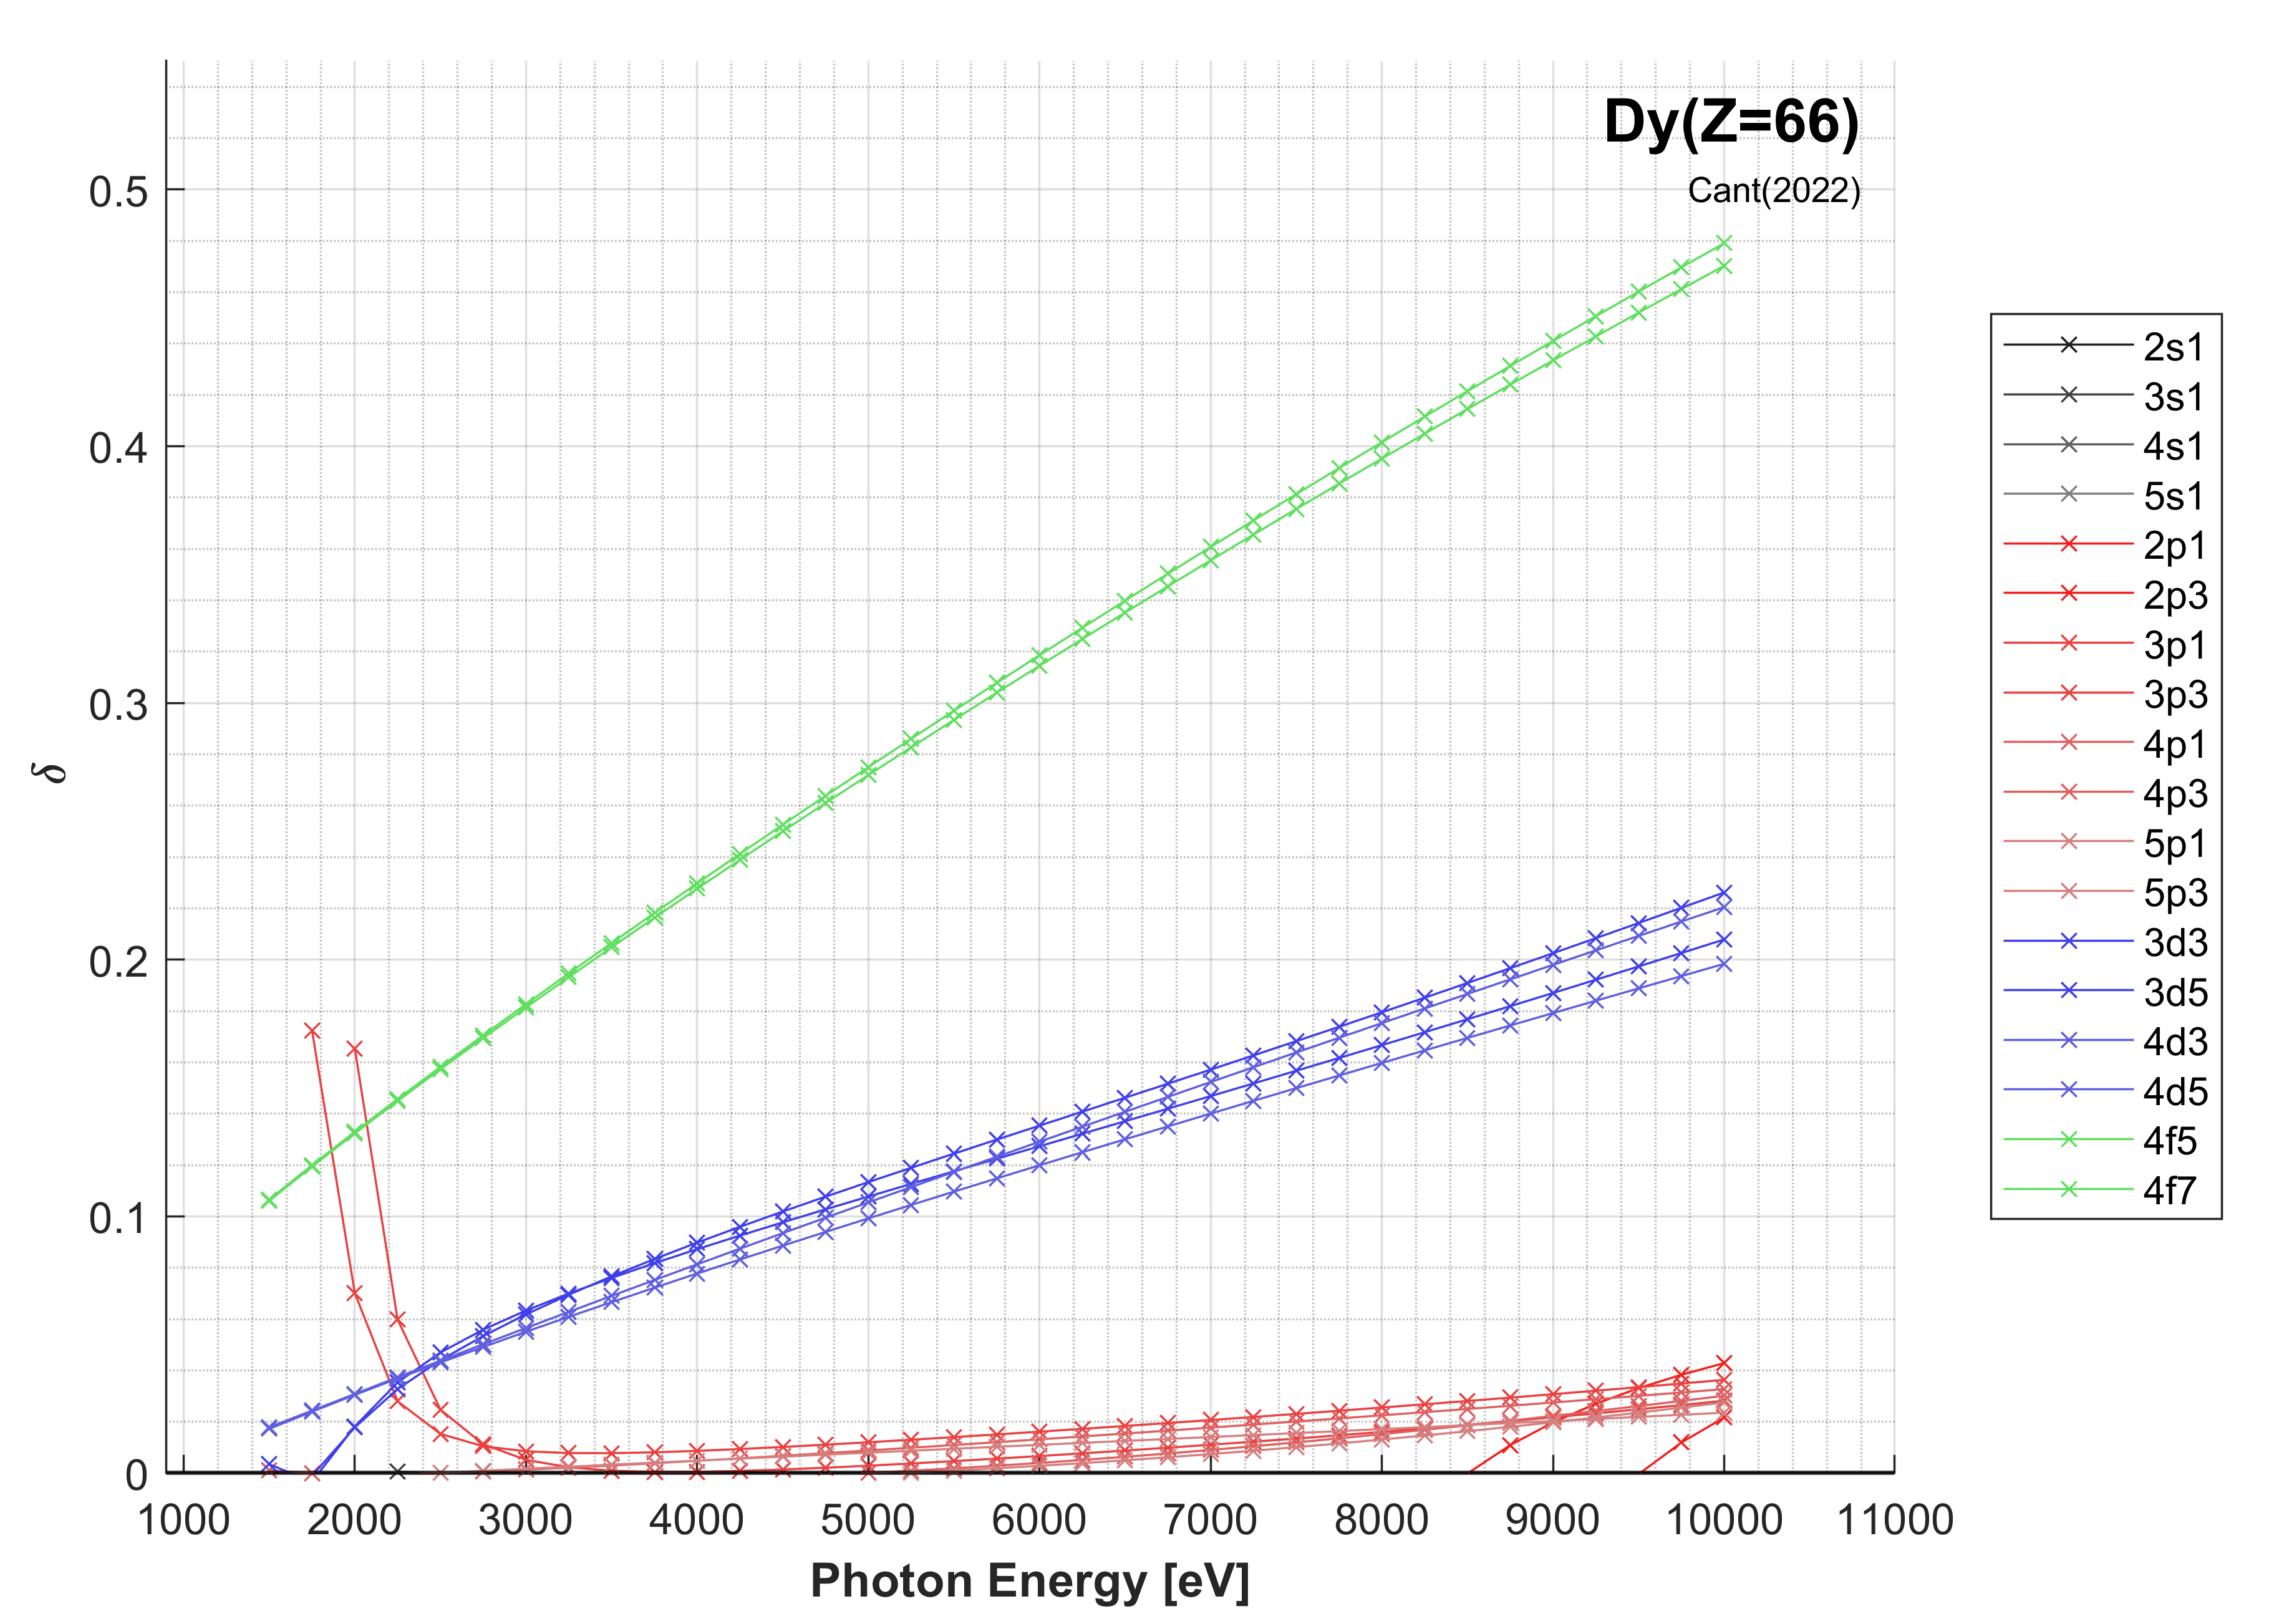 Dy(Z=66)
Cant(2022)
0.5
0.4
0.3
0.2
0.1
0
δ
1000 2000 3000 4000 5000 6000 7000 8000 9000 10000 11000
Photon Energy [eV]
2s1
3s1
4s1
5s1
2p1
2p3
3p1
3p3
4p1
4p3
5p1
5p3
3d3
3d5
4d3
4d5
4f5
4f7